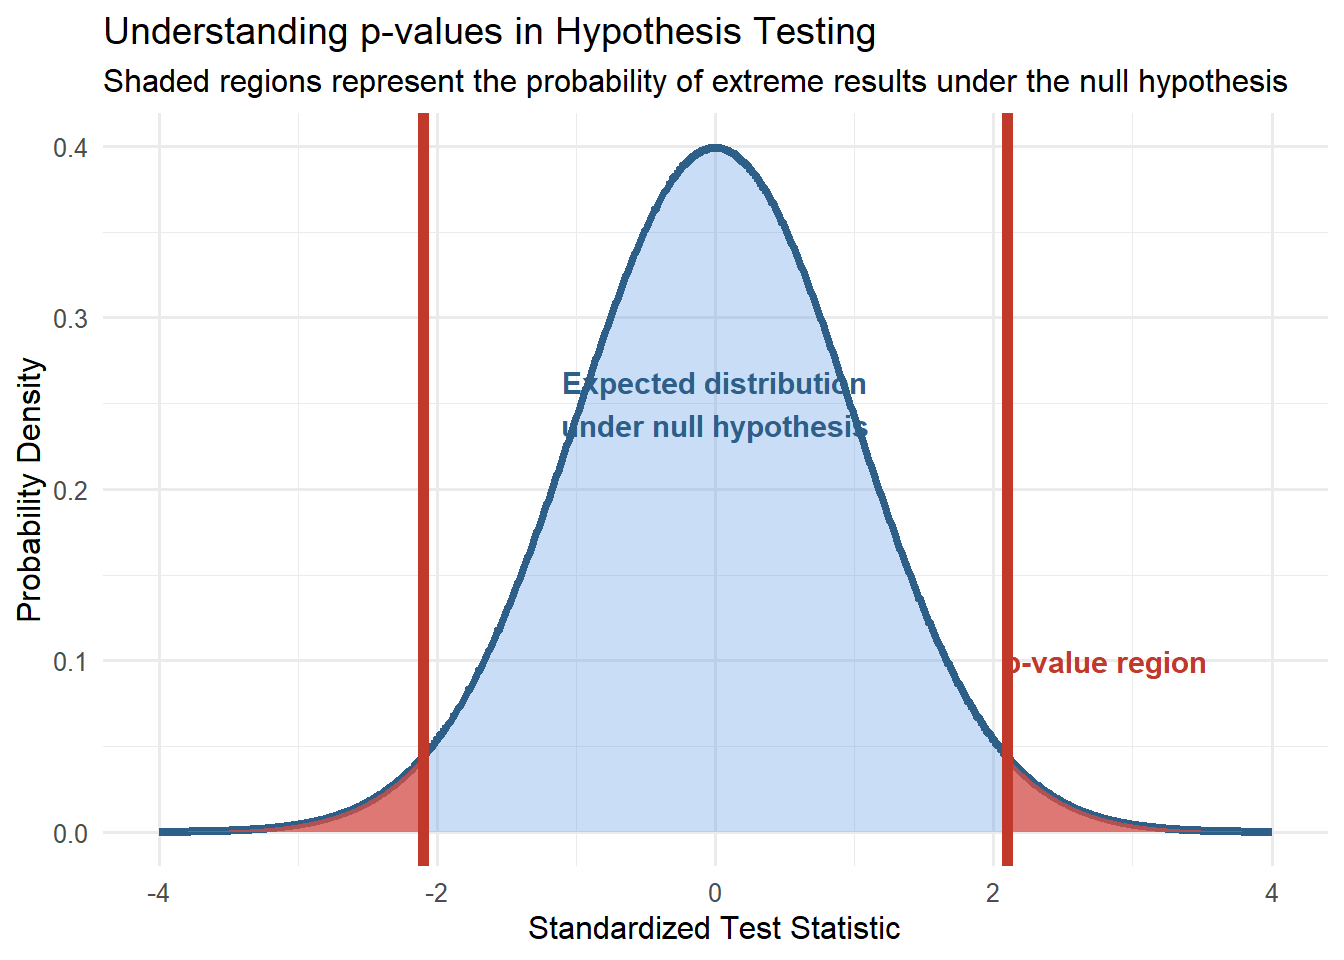 Understanding p-values in Hypothesis Testing
Shaded regions represent the probability of extreme results under the null hypothesis
0.4
0.3
0.2
0.1
0.0
Probability Density
Expected distribution
under null hypothesis
p-value region
-4
-2
0
2
4
Standardized Test Statistic